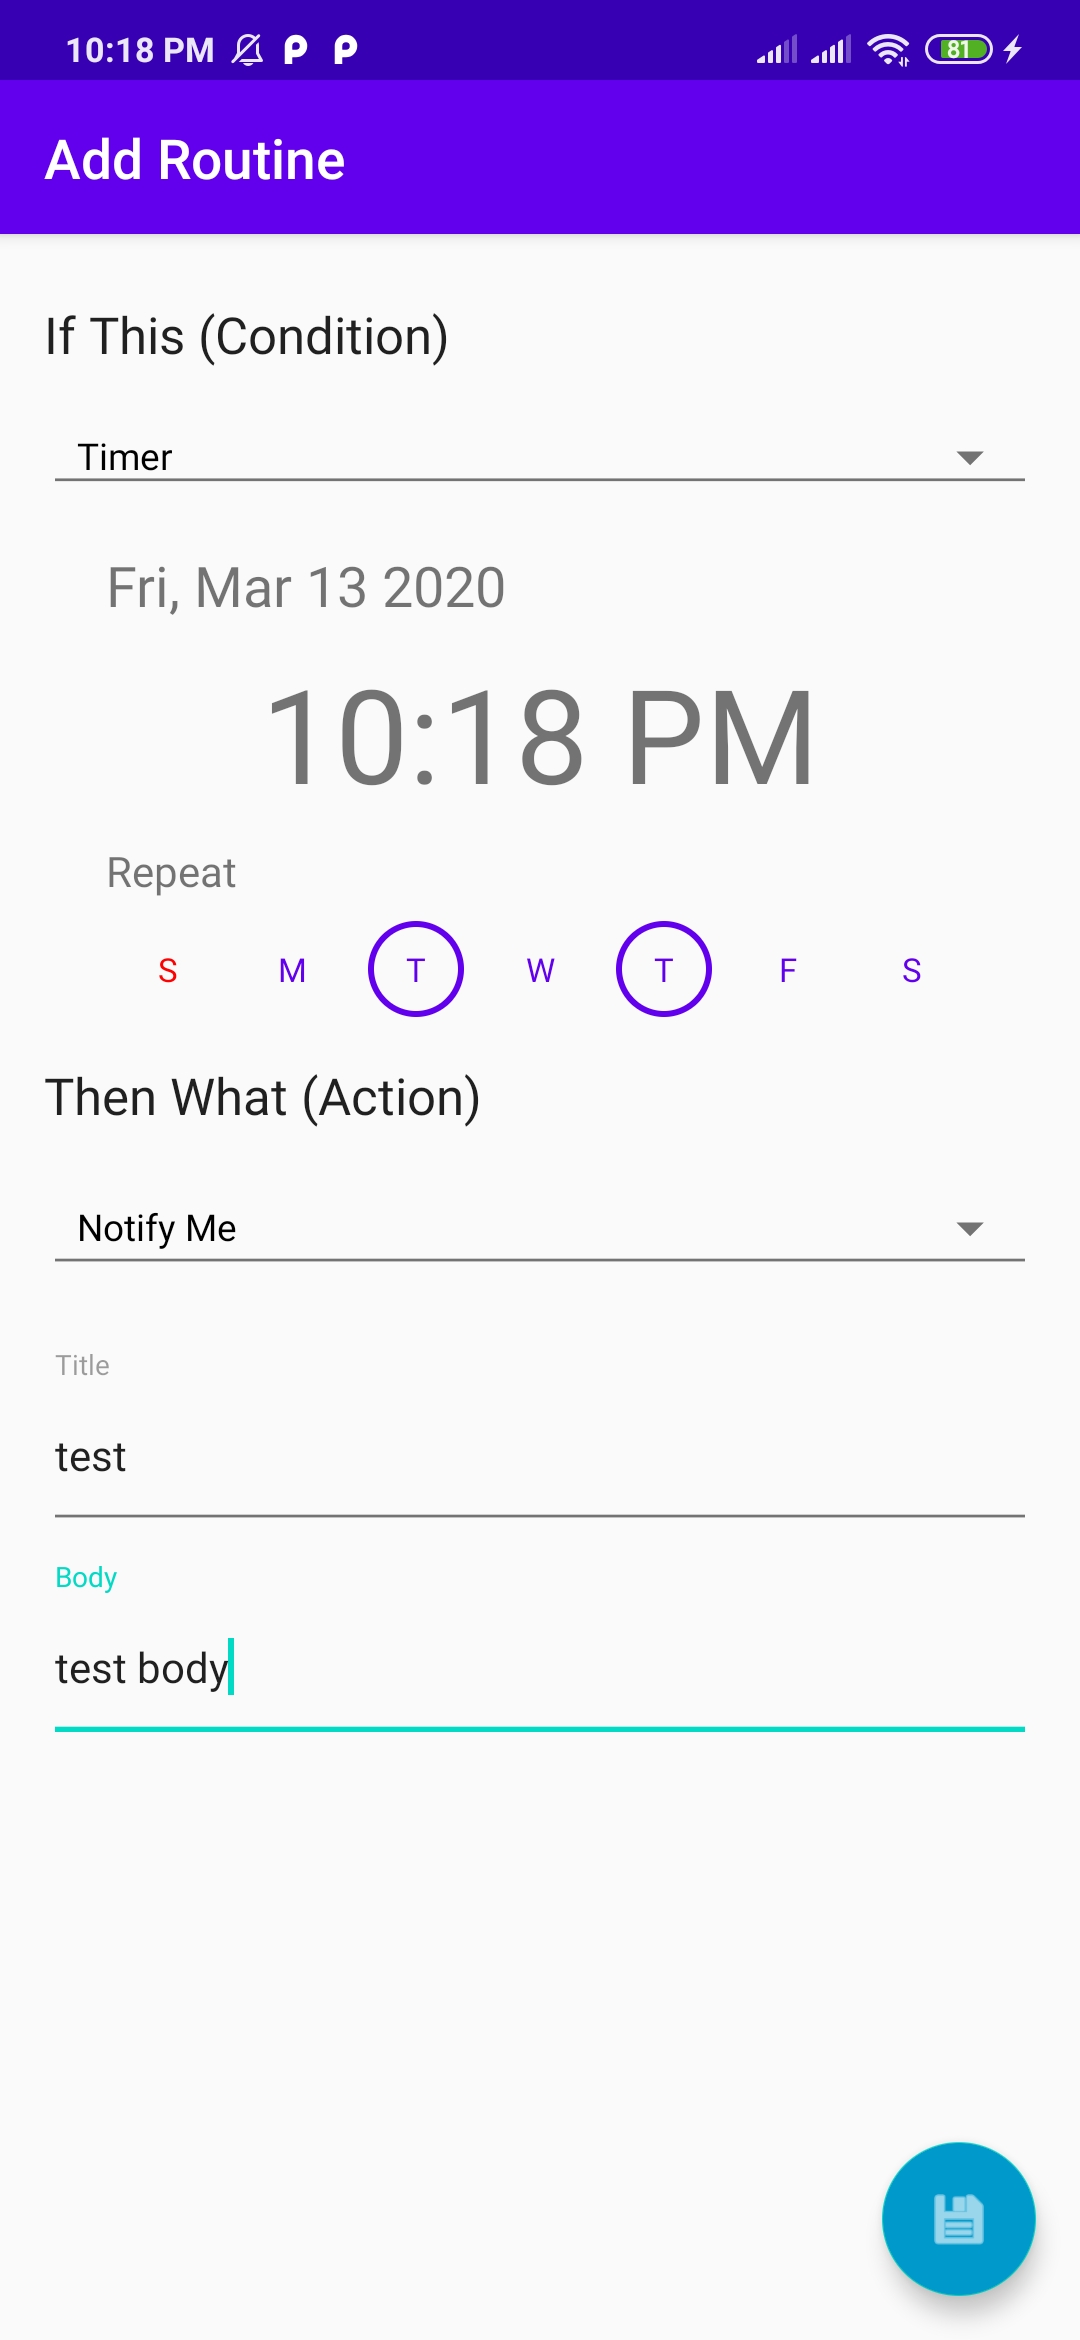 10:18 PM 81
Add Routine
If This (Condition)
Timer
Fri, Mar 13 2020
10:18 PM
Repeat
S M T W T F S
Then What (Action)
Notify Me
Title
test
Body
test body